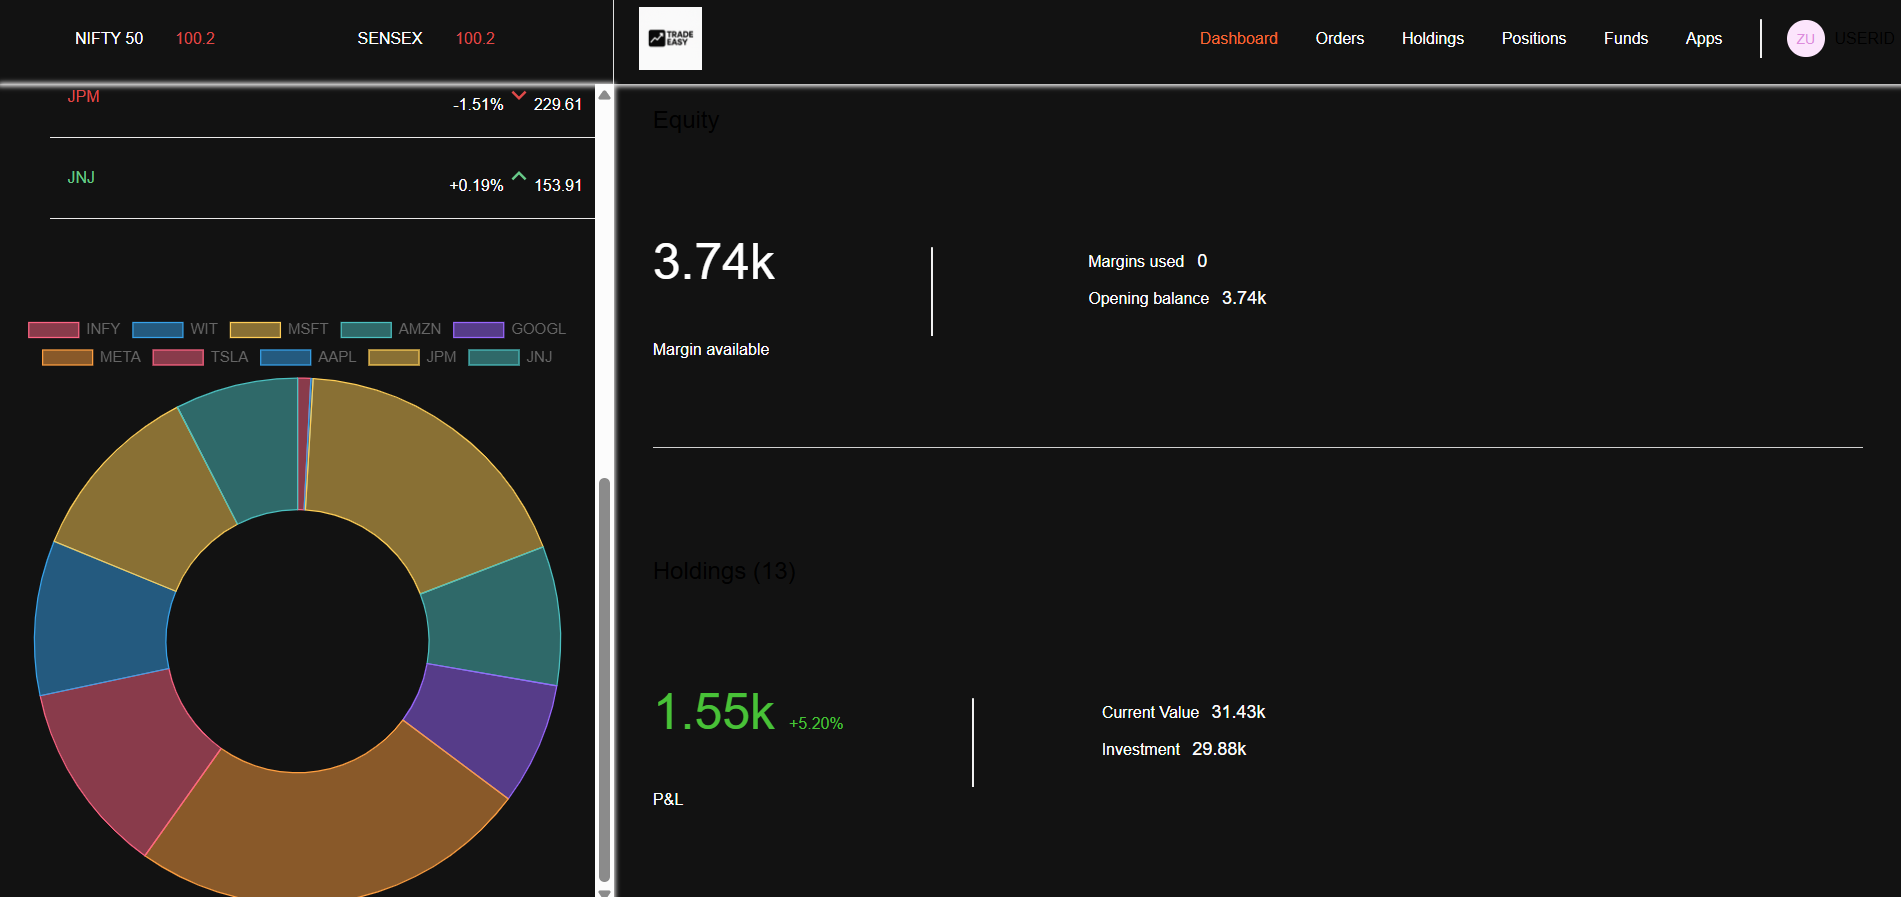 NIFTY 50 100.2 SENSEX 100.2
TRADE
EASY
Dashboard Orders Holdings Positions Funds Apps ZU USERID
JPM -1.51% 229.61
JNJ +0.19% 153.91
INFY WIT MSFT AMZN GOOGL
META TSLA AAPL JPM JNJ
Equity
3.74k
Margin available
Margins used 0
Opening balance 3.74k
Holdings (13)
1.55k +5.20%
P&L
Current Value 31.43k
Investment 29.88k